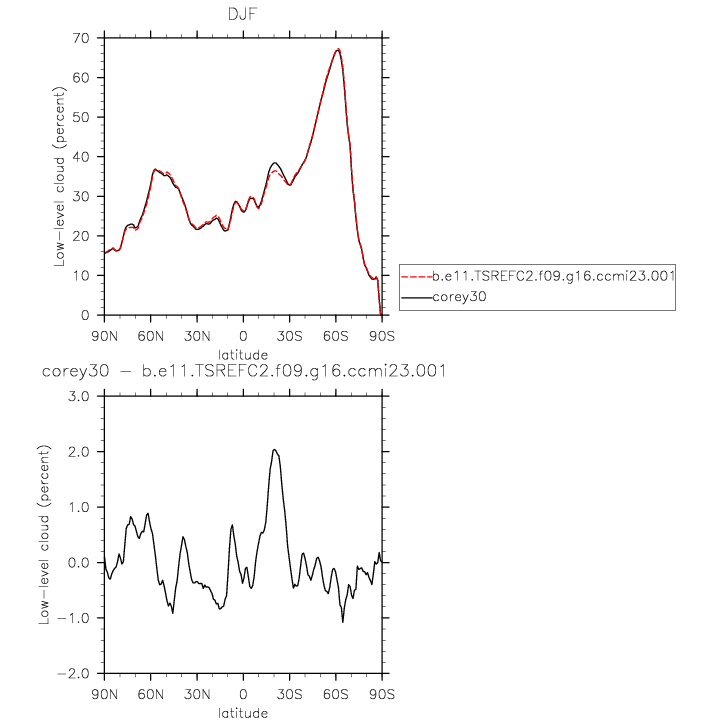 DJF
70
60
50
40
30
20
10
0
Low-level cloud (percent)
90N 60N 30N 0 30S 60S 90S
latitude
b.e11.TSREFC2.f09.g16.ccmi23.001
corey30
corey30 - b.e11.TSREFC2.f09.g16.ccmi23.001
3.0
2.0
1.0
0.0
-1.0
-2.0
Low-level cloud (percent)
90N 60N 30N 0 30S 60S 90S
latitude